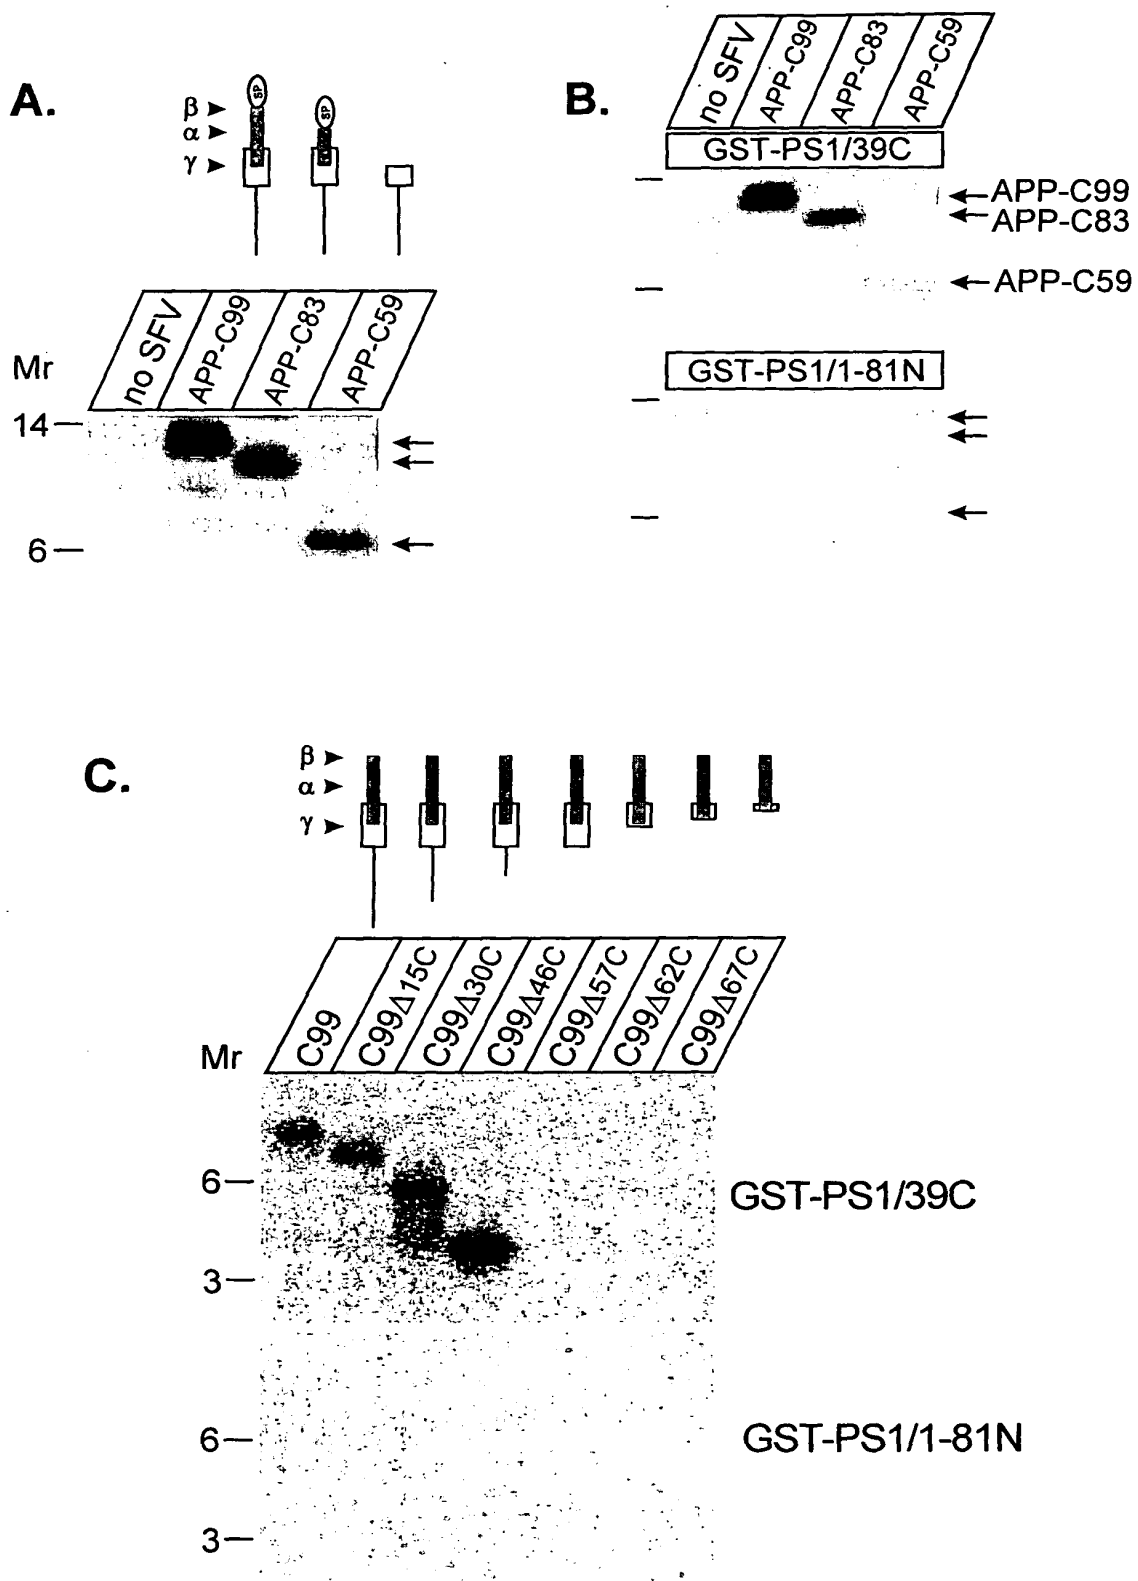 A.
β
α
γ
SP
SP
no SFV
APP-C99
APP-C83
APP-C59
Mr
14
6
B.
no SFV
APP-C99
APP-C83
APP-C59
GST-PS1/39C
APP-C99
APP-C83
APP-C59
GST-PS1/1-81N
C.
β
α
γ
C99
C99Δ15C
C99Δ30C
C99Δ46C
C99Δ57C
C99Δ62C
C99Δ67C
Mr
6
3
GST-PS1/39C
6
3
GST-PS1/1-81N